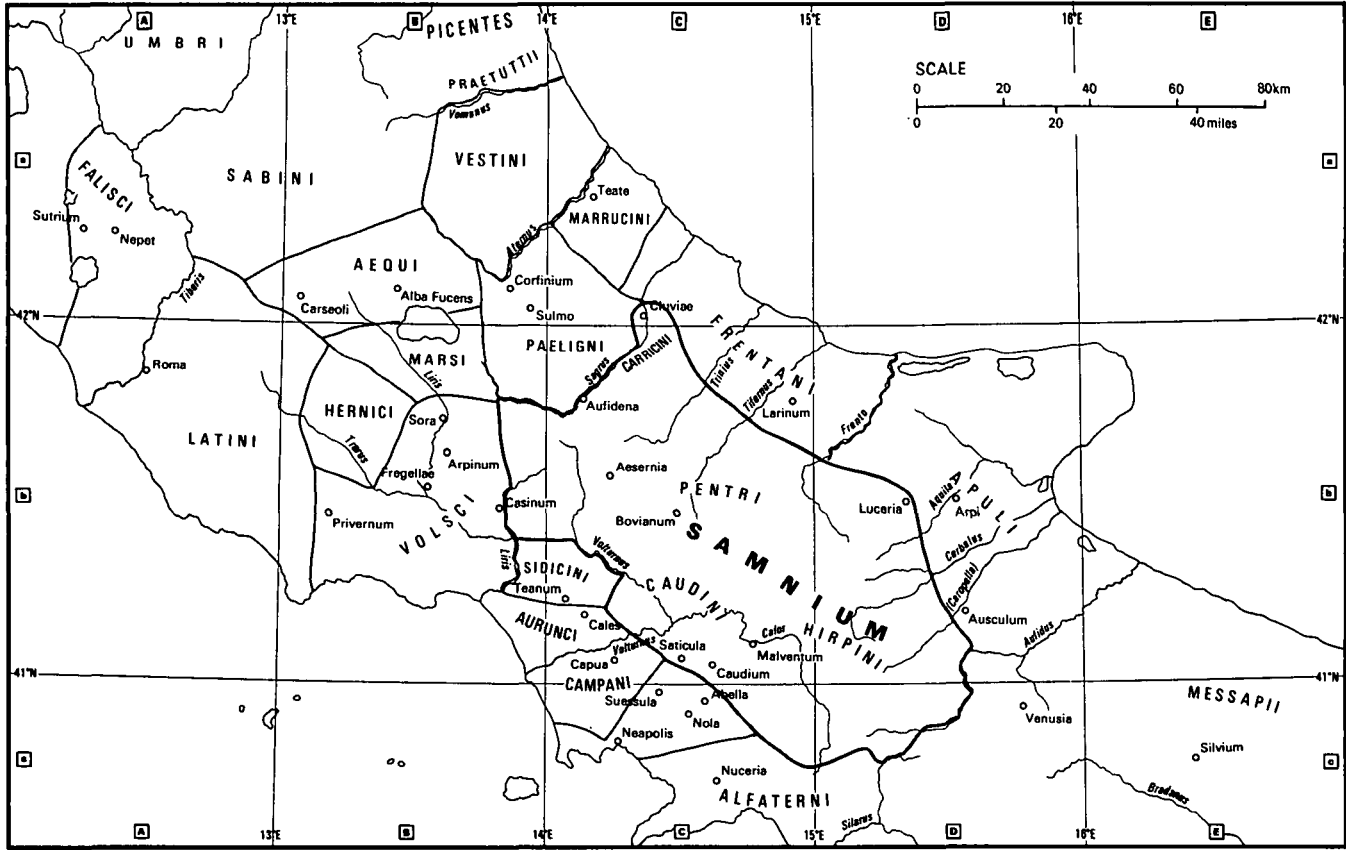 13°E
14°E
15°E
16°E
A
B
C
D
E
UMBRI
PICENTES
PRAETUTTII
Vomanus
SCALE
0 20 40 60 80km
0 20 40 miles
a
a
FALISCI
SABINI
VESTINI
Teate
MARRUCINI
Sutrium
Nepet
Aternus
Tiberis
AEQUI
Corfinium
Carseoli
Alba Fucens
Sulmo
Cluviae
42°N
42°N
FRENTANI
MARSI
PAELIGNI
CARRICINI
Roma
Liris
Sagrus
Trinius
Tifernus
HERNICI
Aufidena
Larinum
Sora
Frento
LATINI
Trerus
Arpinum
Fregellae
Aesernia
PENTRI
b
b
Casinum
Luceria
Aquilo
APULI
Arpi
Privernum
VOLSCI
Bovianum
SAMNIUM
Cerbalus
Liris
SIDICINI
Volturnus
Teanum
CAUDINI
(Carapelle)
Cales
Ausculum
AURUNCI
Volturnus
Saticula
Calor
HIRPINI
Aufidus
Capua
Caudium
Malventum
41°N
41°N
CAMPANI
Suessula
Abella
MESSAPII
Nola
Venusia
Neapolis
Silvium
c
Nuceria
ALFATERNI
Bradanus
Silarus
13°E
14°E
15°E
16°E
A
B
C
D
E